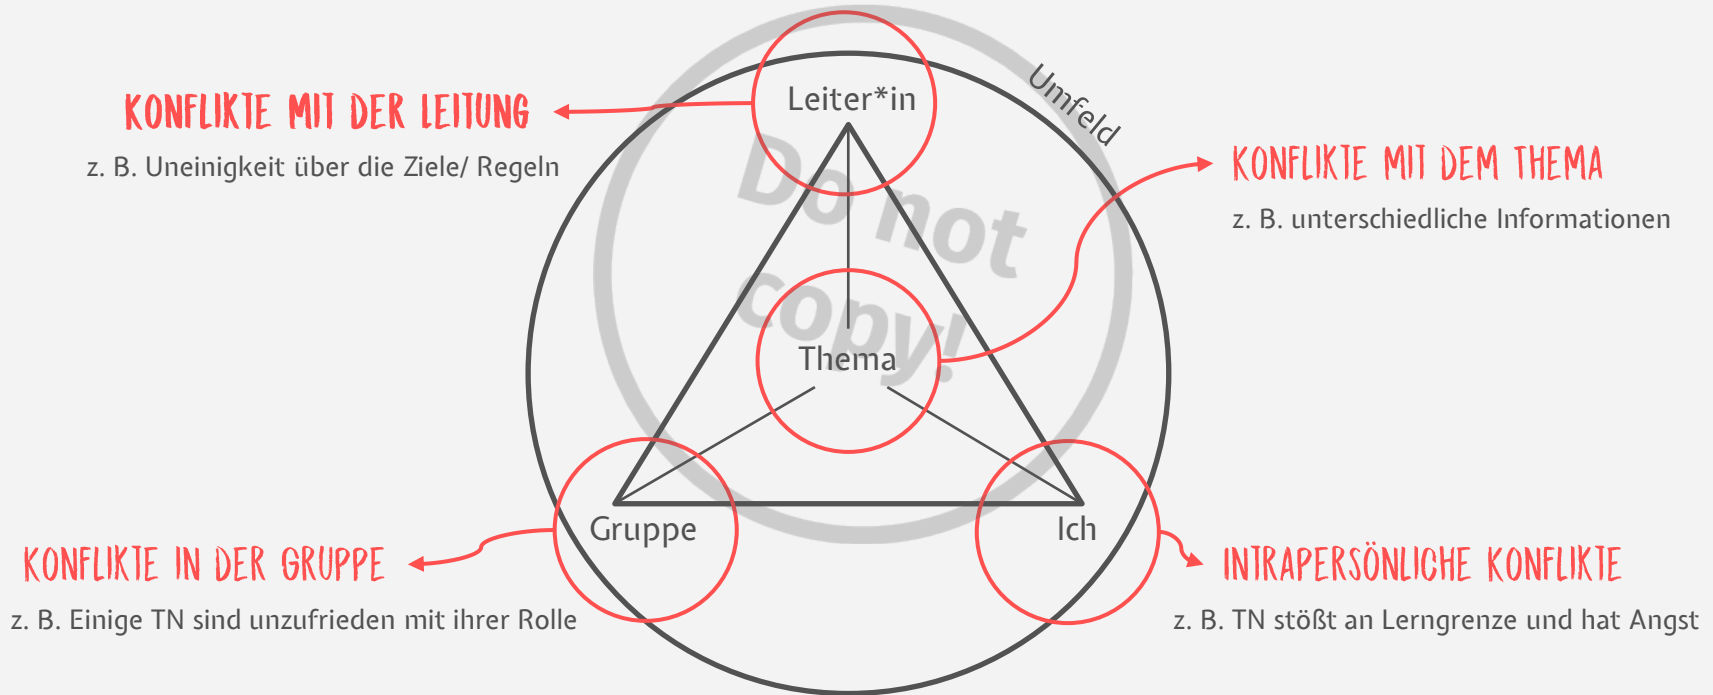 Leiter*in
Umfeld
KONFLIKTE MIT DER LEITUNG
z. B. Uneinigkeit über die Ziele/ Regeln
Do not
copy!
KONFLIKTE MIT DEM THEMA
z. B. unterschiedliche Informationen
Thema
Gruppe
Ich
KONFLIKTE IN DER GRUPPE
z. B. Einige TN sind unzufrieden mit ihrer Rolle
INTRAPERSÖNLICHE KONFLIKTE
z. B. TN stößt an Lerngrenze und hat Angst